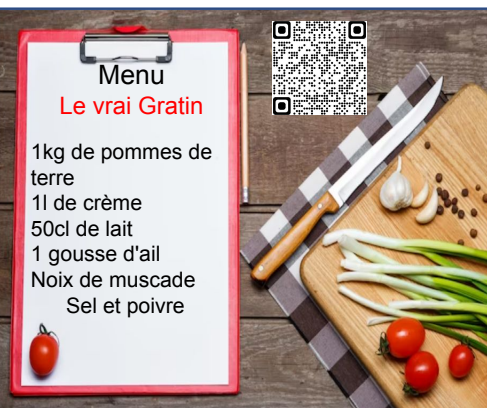 Menu
Le vrai Gratin
1kg de pommes de
terre
1l de crème
50cl de lait
1 gousse d'ail
Noix de muscade
Sel et poivre